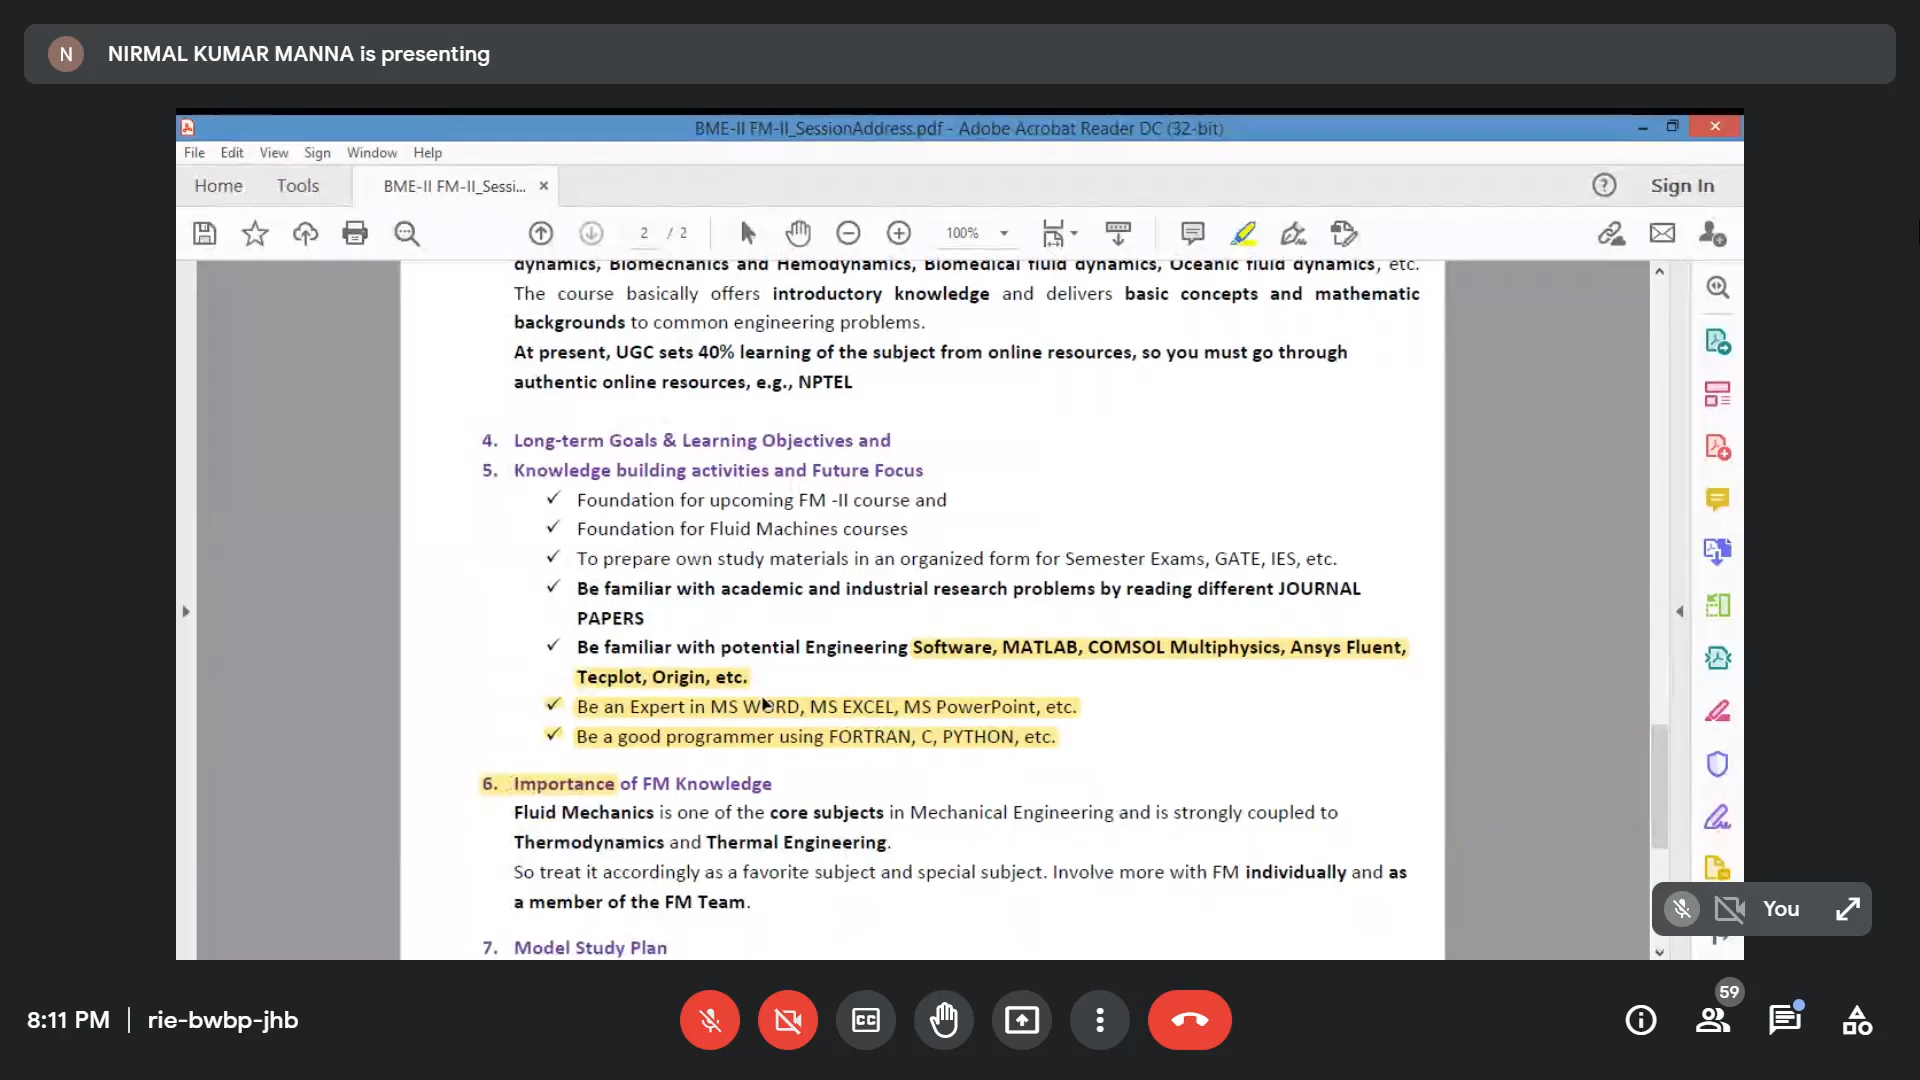 N NIRMAL KUMAR MANNA is presenting
BME-II FM-II_SessionAddress.pdf - Adobe Acrobat Reader DC (32-bit)
File Edit View Sign Window Help
Home Tools BME-II FM-II_Sessi... × Sign In
2 / 2 100%
dynamics, Biomechanics and Hemodynamics, Biomedical fluid dynamics, Oceanic fluid dynamics, etc.
The course basically offers introductory knowledge and delivers basic concepts and mathematic
backgrounds to common engineering problems.
At present, UGC sets 40% learning of the subject from online resources, so you must go through
authentic online resources, e.g., NPTEL
4. Long-term Goals & Learning Objectives and
5. Knowledge building activities and Future Focus
✓ Foundation for upcoming FM -II course and
✓ Foundation for Fluid Machines courses
✓ To prepare own study materials in an organized form for Semester Exams, GATE, IES, etc.
✓ Be familiar with academic and industrial research problems by reading different JOURNAL
PAPERS
✓ Be familiar with potential Engineering Software, MATLAB, COMSOL Multiphysics, Ansys Fluent,
Tecplot, Origin, etc.
✓ Be an Expert in MS WORD, MS EXCEL, MS PowerPoint, etc.
✓ Be a good programmer using FORTRAN, C, PYTHON, etc.
6. Importance of FM Knowledge
Fluid Mechanics is one of the core subjects in Mechanical Engineering and is strongly coupled to
Thermodynamics and Thermal Engineering.
So treat it accordingly as a favorite subject and special subject. Involve more with FM individually and as
a member of the FM Team.
7. Model Study Plan
You
8:11 PM | rie-bwbp-jhb
CC
59